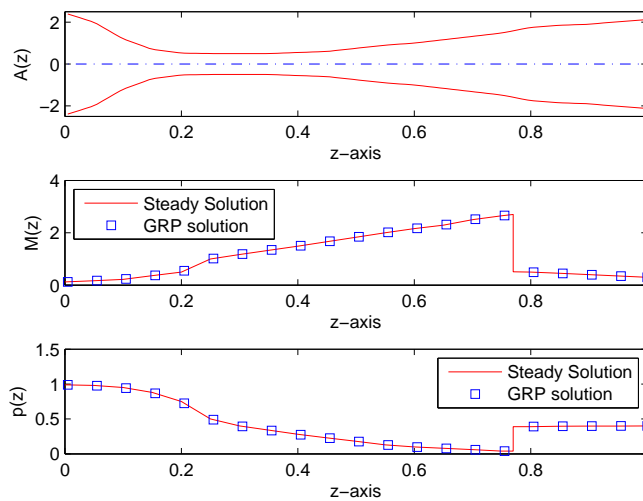 2
0
−2
A(z)
0 0.2 0.4 0.6 0.8
z−axis
4
2
0
M(z)
Steady Solution
GRP solution
0 0.2 0.4 0.6 0.8
z−axis
1.5
1
0.5
0
p(z)
Steady Solution
GRP solution
0 0.2 0.4 0.6 0.8
z−axis